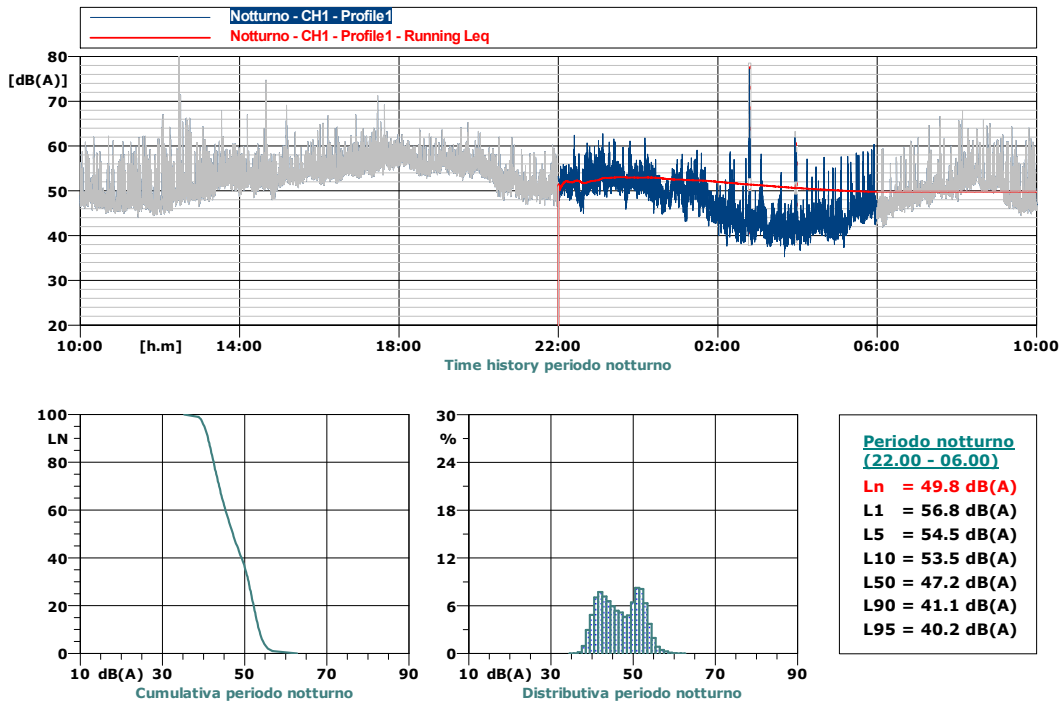 Notturno - CH1 - Profile1
Notturno - CH1 - Profile1 - Running Leq
80
[dB(A)]
70
60
50
40
30
20
10:00 [h.m] 14:00 18:00 22:00 02:00 06:00 10:00
Time history periodo notturno
100
LN
80
60
40
20
0
10 dB(A) 30 50 70 90
Cumulativa periodo notturno
30
%
24
18
12
6
0
10 dB(A) 30 50 70 90
Distributiva periodo notturno
Periodo notturno
(22.00 - 06.00)
Ln = 49.8 dB(A)
L1 = 56.8 dB(A)
L5 = 54.5 dB(A)
L10 = 53.5 dB(A)
L50 = 47.2 dB(A)
L90 = 41.1 dB(A)
L95 = 40.2 dB(A)